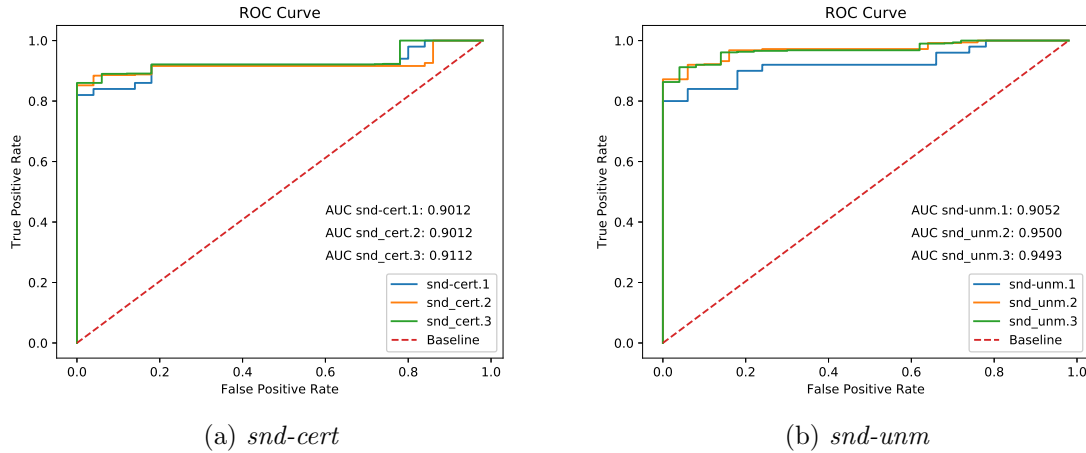 ROC Curve
1.0
0.8
0.6
0.4
0.2
0.0
True Positive Rate
AUC snd-cert.1: 0.9012
AUC snd_cert.2: 0.9012
AUC snd_cert.3: 0.9112
snd-cert.1
snd_cert.2
snd_cert.3
Baseline
0.0 0.2 0.4 0.6 0.8 1.0
False Positive Rate
(a) snd-cert
ROC Curve
1.0
0.8
0.6
0.4
0.2
0.0
True Positive Rate
AUC snd-unm.1: 0.9052
AUC snd_unm.2: 0.9500
AUC snd_unm.3: 0.9493
snd-unm.1
snd_unm.2
snd_unm.3
Baseline
0.0 0.2 0.4 0.6 0.8 1.0
False Positive Rate
(b) snd-unm